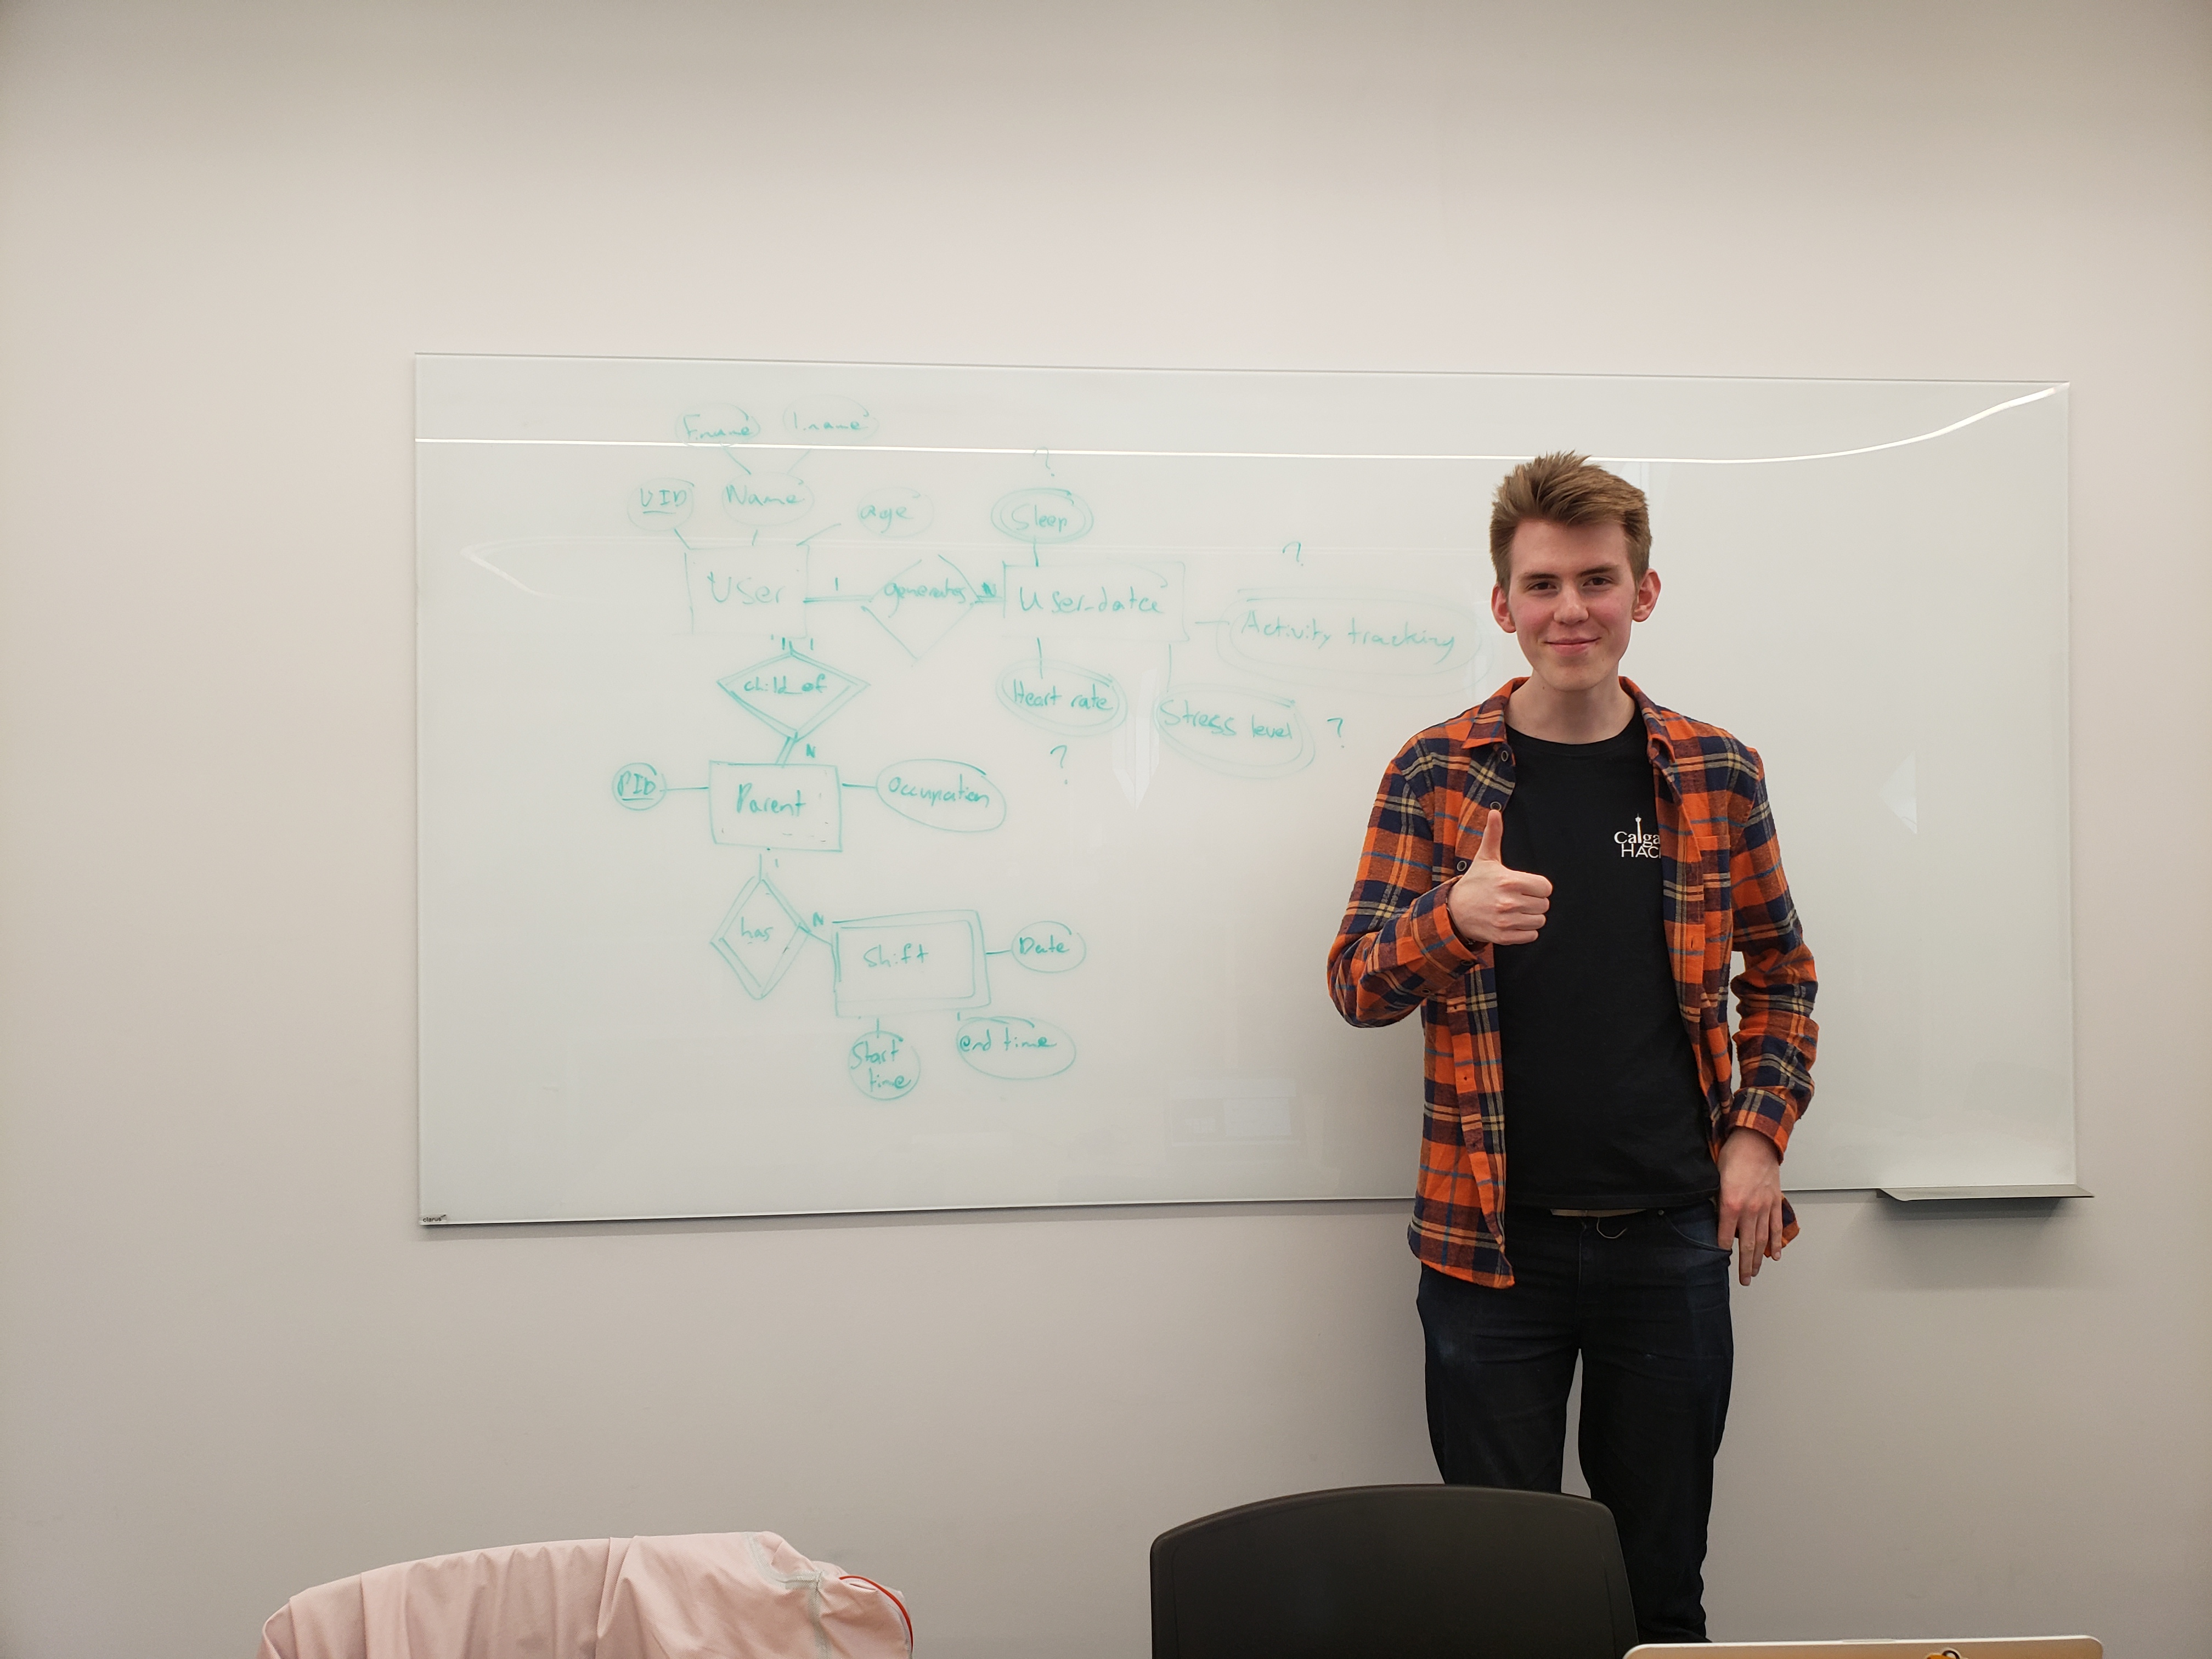 Fname
Lname
UID
Name
age
Sleep
?
User
1
generates
N
User_data
?
Activity tracking
1
1
child_of
Heart rate
?
Stress level
?
N
PID
Parent
Occupation
1
has
N
Shift
Date
Start
time
end time
Calga
HAC
clarus